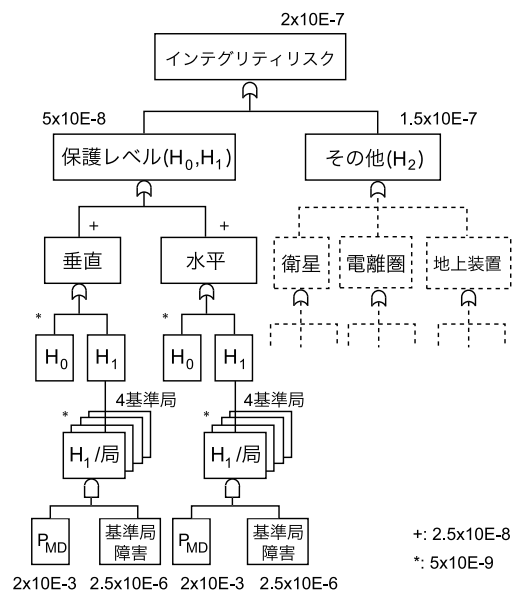 2x10E-7
インテグリティリスク
5x10E-8
1.5x10E-7
保護レベル(H₀,H₁)
その他(H₂)
+
+
垂直
水平
衛星
電離圏
地上装置
*
*
H₀
H₁
H₀
H₁
4基準局
4基準局
*
*
H₁/局
H₁/局
P_MD
基準局
障害
P_MD
基準局
障害
2x10E-3
2.5x10E-6
2x10E-3
2.5x10E-6
+: 2.5x10E-8
*: 5x10E-9